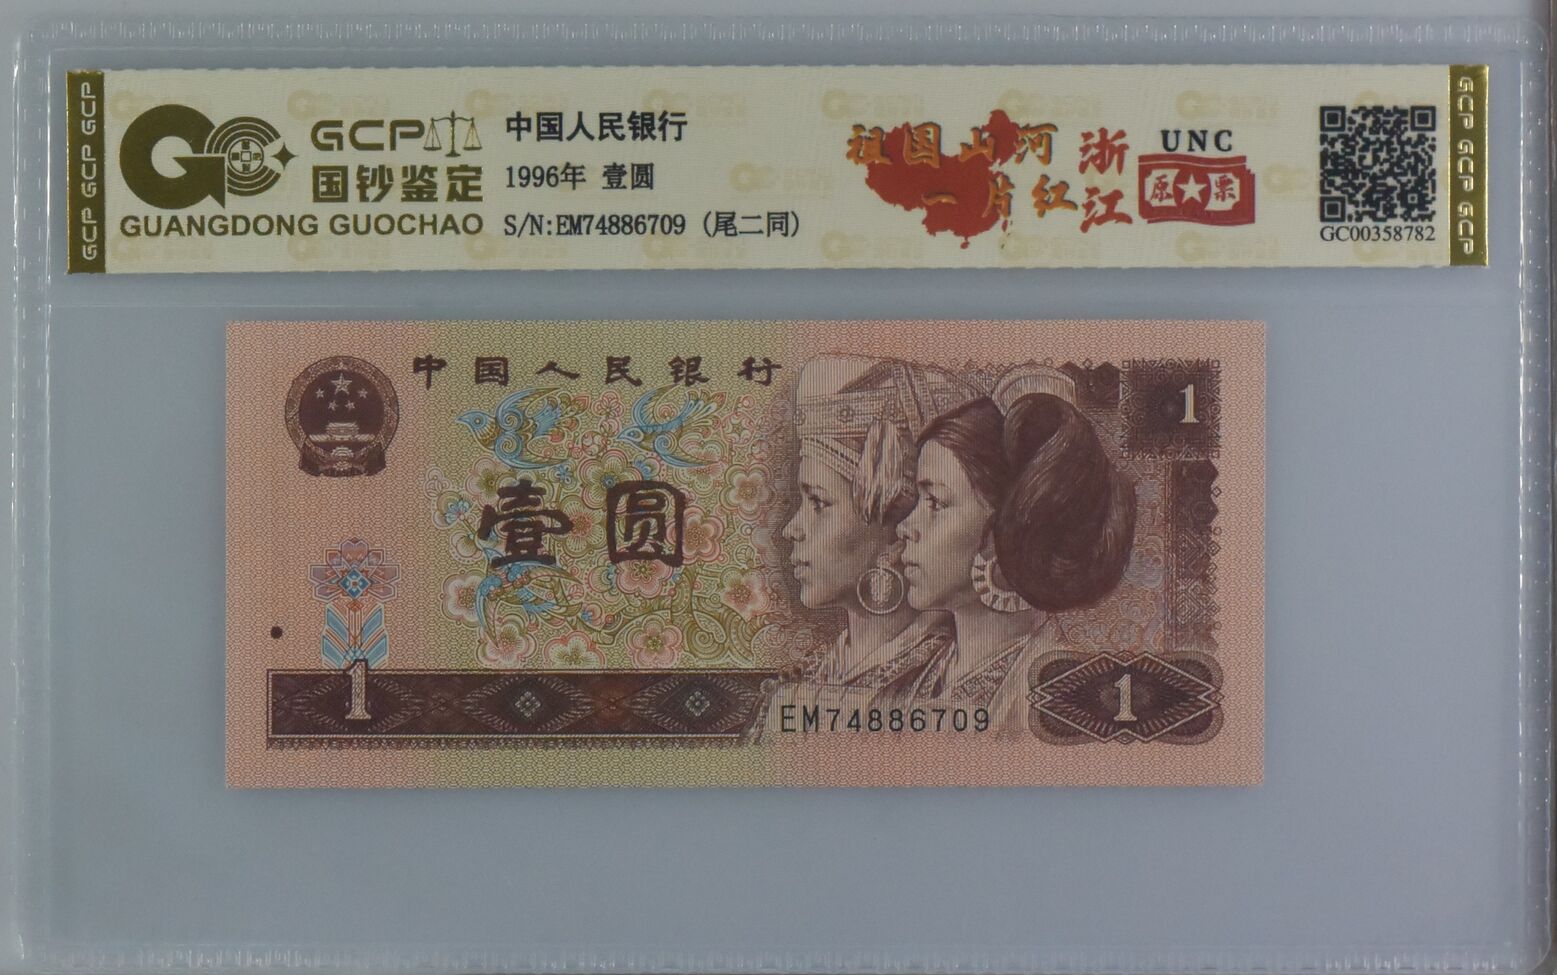 GCP GCP GCP
GCP
国钞鉴定
GUANGDONG GUOCHAO
中国人民银行
1996年 壹圆
S/N:EM74886709 (尾二同)
祖国山河
一片红
浙江
UNC
原票
GC00358782
GCP GCP GCP
中国人民银行
1
壹圆
1
EM74886709
1